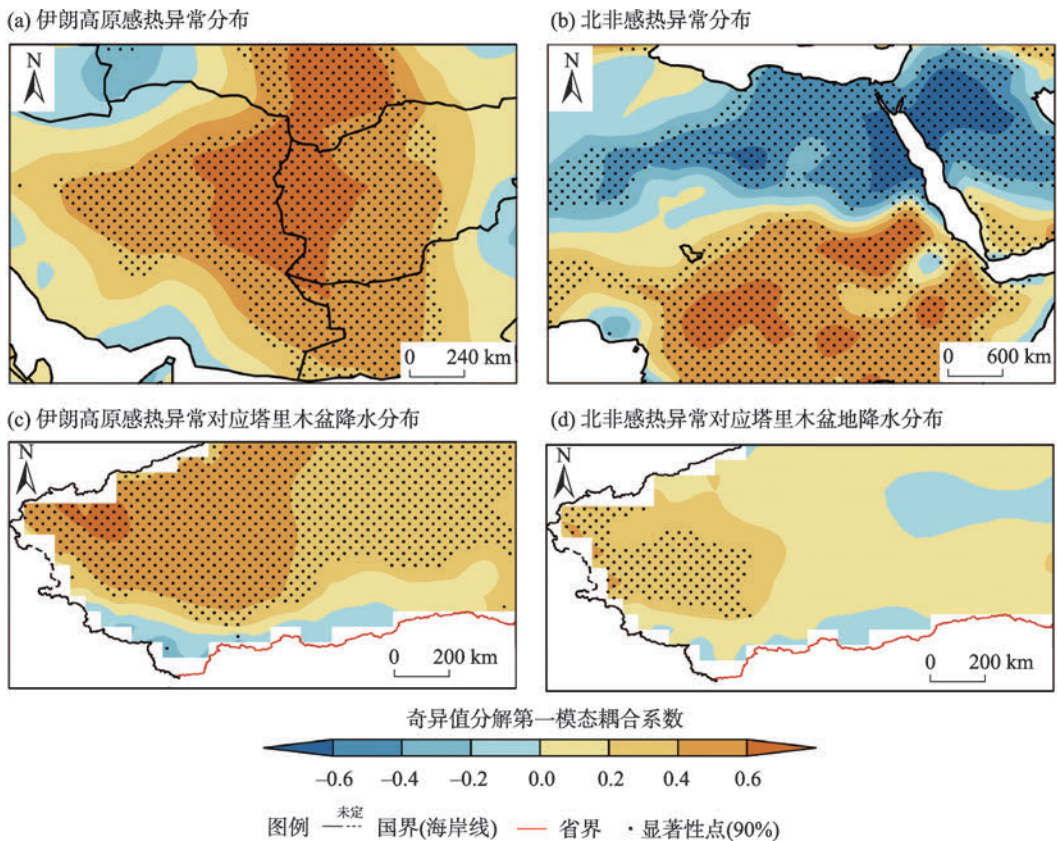 (a) 伊朗高原感热异常分布
(b) 北非感热异常分布
N
0 240 km
N
0 600 km
(c) 伊朗高原感热异常对应塔里木盆降水分布
(d) 北非感热异常对应塔里木盆地降水分布
N
0 200 km
N
0 200 km
奇异值分解第一模态耦合系数
−0.6 −0.4 −0.2 0.0 0.2 0.4 0.6
图例 未定 国界(海岸线) 省界 显著性点(90%)